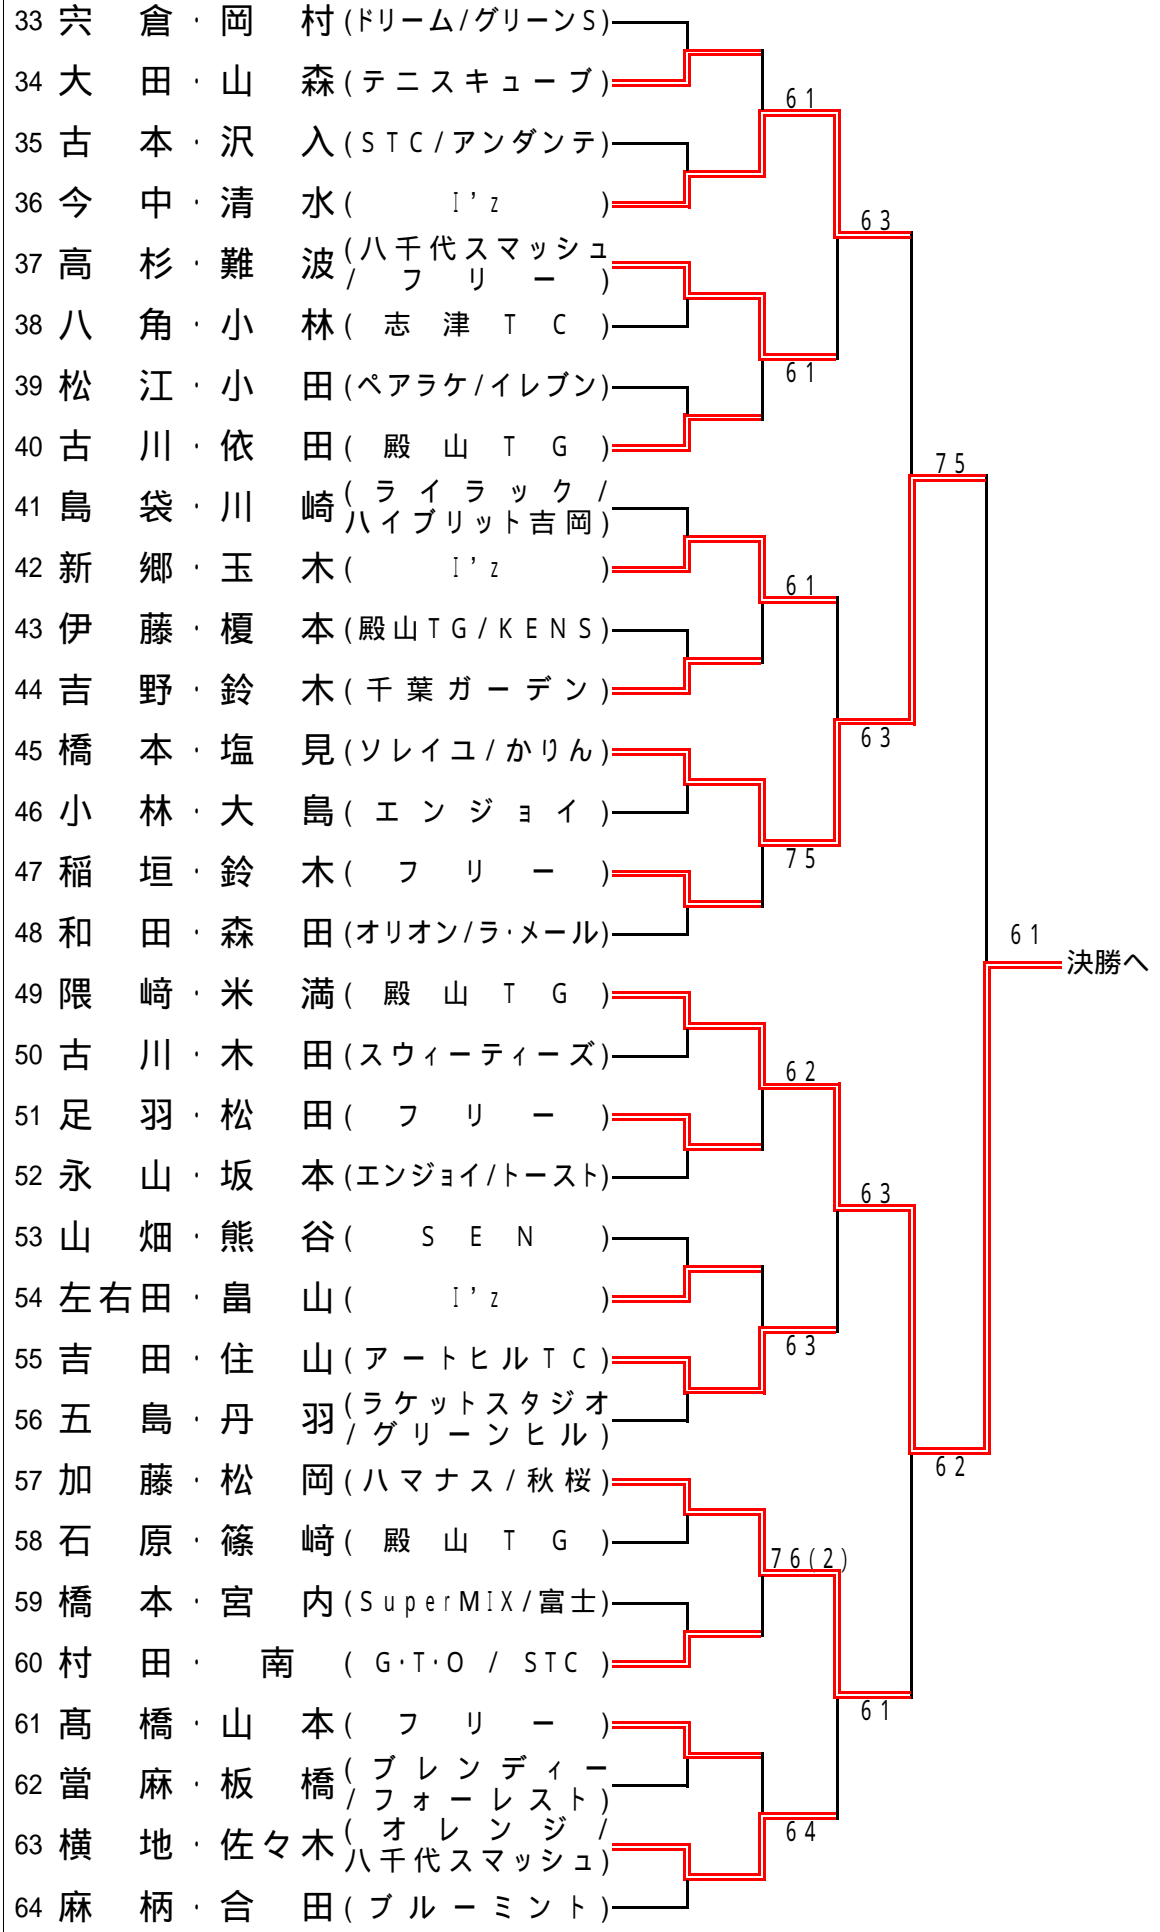 33 宍倉・岡村(ドリーム/グリーンS)
34 大田・山森(テニスキューブ)
61
35 古本・沢入(STC/アンダンテ)
36 今中・清水(I'z)
63
37 高杉・難波(八千代スマッシュ
/フリー)
38 八角・小林(志津TC)
61
39 松江・小田(ペアラケ/イレブン)
40 古川・依田(殿山TG)
75
41 島袋・川崎(ライラック/
ハイブリット吉岡)
42 新郷・玉木(I'z)
61
43 伊藤・榎本(殿山TG/KENS)
44 吉野・鈴木(千葉ガーデン)
63
45 橋本・塩見(ソレイユ/かりん)
46 小林・大島(エンジョイ)
75
47 稲垣・鈴木(フリー)
48 和田・森田(オリオン/ラ・メール)
61
決勝へ
49 隈﨑・米満(殿山TG)
50 古川・木田(スウィーティーズ)
62
51 足羽・松田(フリー)
52 永山・坂本(エンジョイ/トースト)
63
53 山畑・熊谷(SEN)
54 左右田・畠山(I'z)
63
55 吉田・住山(アートヒルTC)
56 五島・丹羽(ラケットスタジオ
/グリーンヒル)
62
57 加藤・松岡(ハマナス/秋桜)
58 石原・篠﨑(殿山TG)
76(2)
59 橋本・宮内(SuperMIX/富士)
60 村田・南(G・T・O / STC)
61
61 髙橋・山本(フリー)
62 當麻・板橋(ブレンディー
/フォーレスト)
64
63 横地・佐々木(オレンジ/
八千代スマッシュ)
64 麻柄・合田(ブルーミント)